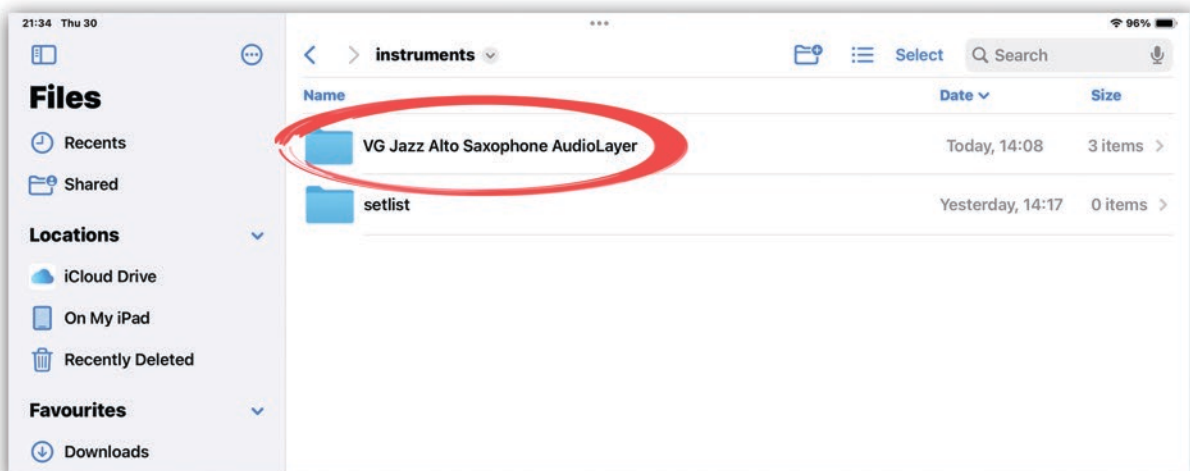 21:34 Thu 30
96%
Files
Recents
Shared
Locations
iCloud Drive
On My iPad
Recently Deleted
Favourites
Downloads
instruments
Select
Search
Name Date Size
VG Jazz Alto Saxophone AudioLayer Today, 14:08 3 items
setlist Yesterday, 14:17 0 items